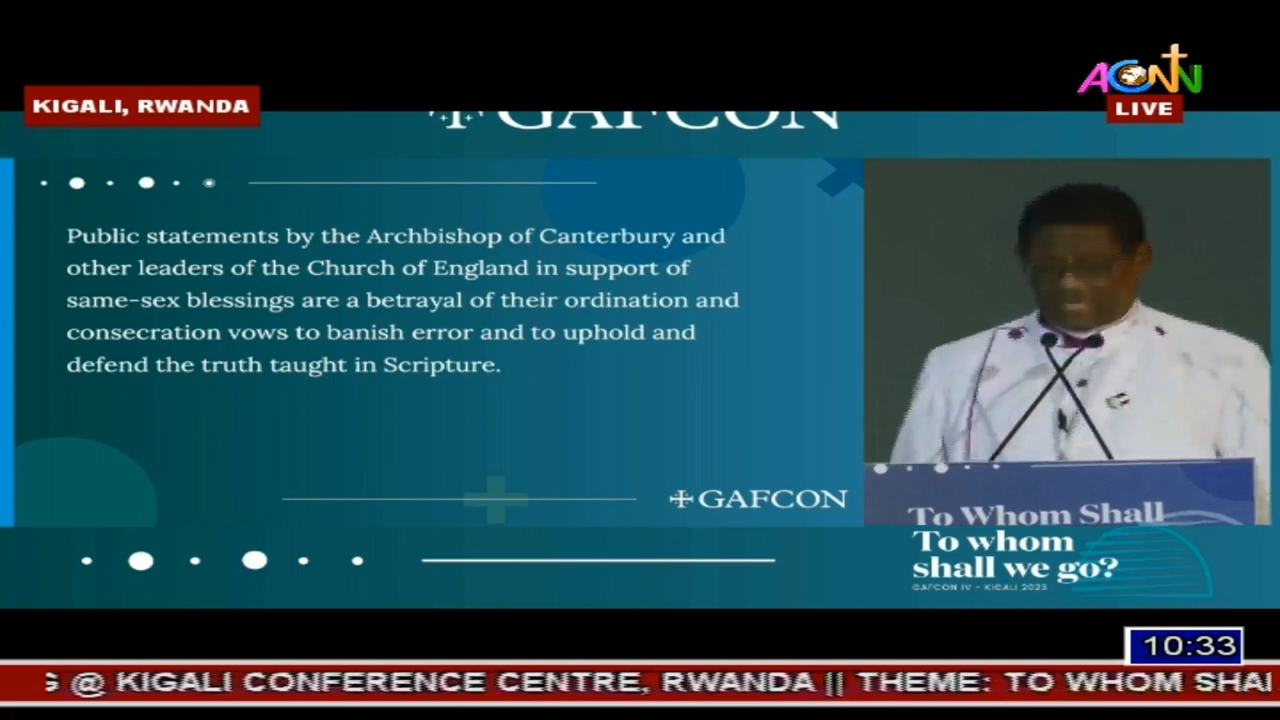 ACNN
KIGALI, RWANDA
LIVE
GAFCON
Public statements by the Archbishop of Canterbury and
other leaders of the Church of England in support of
same-sex blessings are a betrayal of their ordination and
consecration vows to banish error and to uphold and
defend the truth taught in Scripture.
GAFCON
To Whom Shall
To whom
shall we go?
GAFCON IV - KIGALI 2023
10:33
@ KIGALI CONFERENCE CENTRE, RWANDA || THEME: TO WHOM SHAL